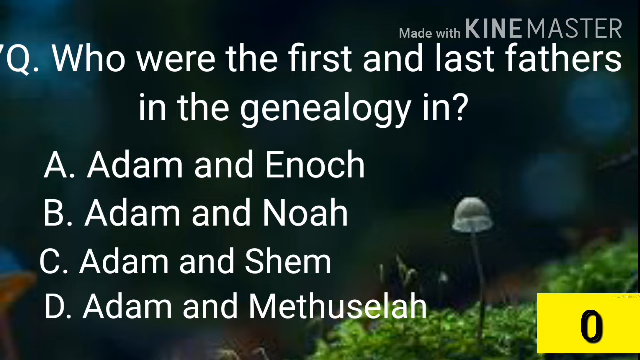 Made with KINEMASTER
7Q. Who were the first and last fathers
in the genealogy in?
A. Adam and Enoch
B. Adam and Noah
C. Adam and Shem
D. Adam and Methuselah
0